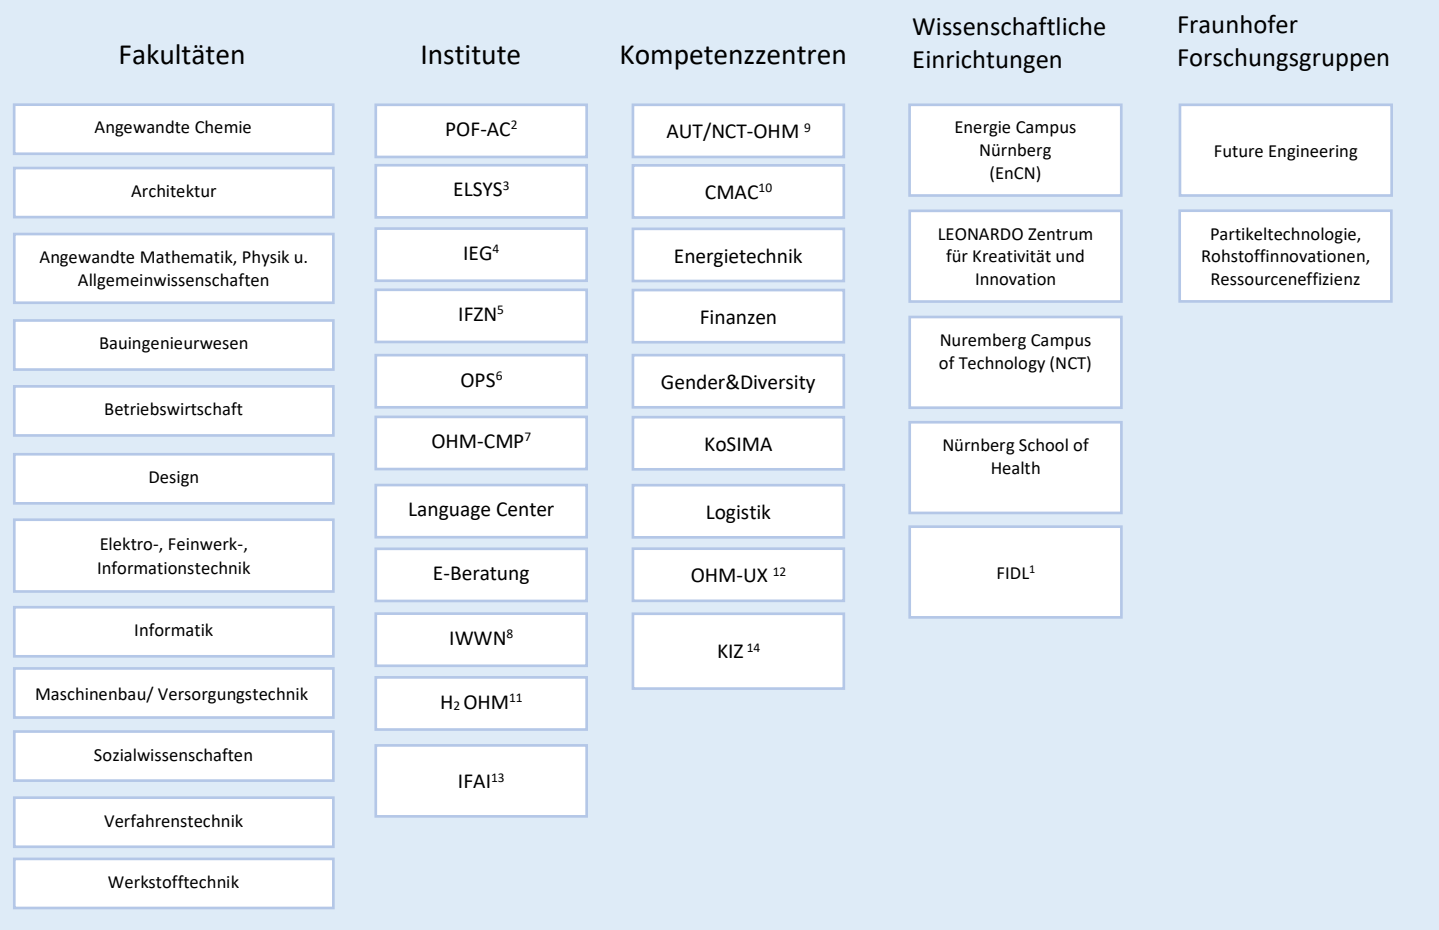 Fakultäten
Angewandte Chemie
Architektur
Angewandte Mathematik, Physik u.
Allgemeinwissenschaften
Bauingenieurwesen
Betriebswirtschaft
Design
Elektro-, Feinwerk-,
Informationstechnik
Informatik
Maschinenbau/ Versorgungstechnik
Sozialwissenschaften
Verfahrenstechnik
Werkstofftechnik
Institute
POF-AC²
ELSYS³
IEG⁴
IFZN⁵
OPS⁶
OHM-CMP⁷
Language Center
E-Beratung
IWWN⁸
H₂ OHM¹¹
IFAI¹³
Kompetenzzentren
AUT/NCT-OHM ⁹
CMAC¹⁰
Energietechnik
Finanzen
Gender&Diversity
KoSIMA
Logistik
OHM-UX ¹²
KIZ ¹⁴
Wissenschaftliche
Einrichtungen
Energie Campus
Nürnberg
(EnCN)
LEONARDO Zentrum
für Kreativität und
Innovation
Nuremberg Campus
of Technology (NCT)
Nürnberg School of
Health
FIDL¹
Fraunhofer
Forschungsgruppen
Future Engineering
Partikeltechnologie,
Rohstoffinnovationen,
Ressourceneffizienz